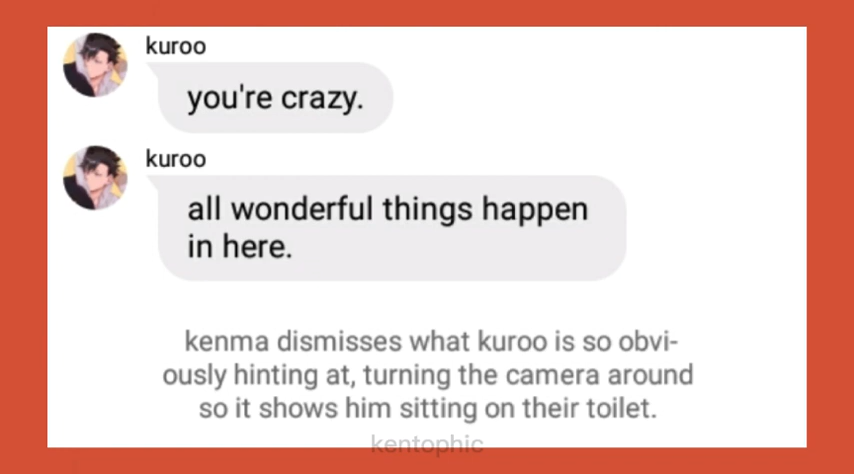 kuroo
you're crazy.
kuroo
all wonderful things happen
in here.
kenma dismisses what kuroo is so obvi-
ously hinting at, turning the camera around
so it shows him sitting on their toilet.
kentophic